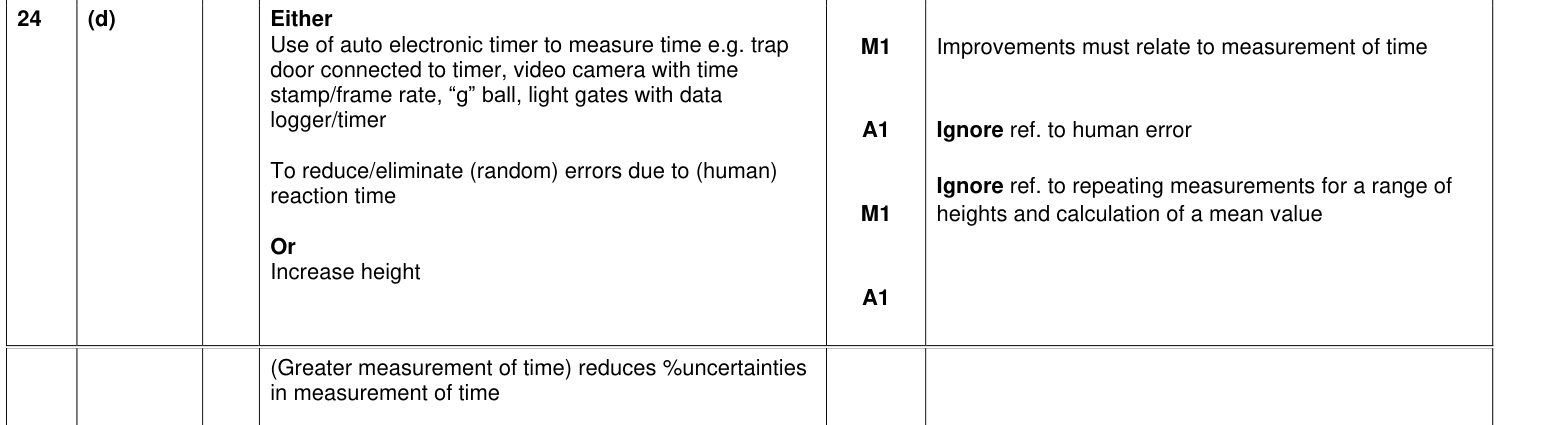 24 (d) Either
Use of auto electronic timer to measure time e.g. trap
door connected to timer, video camera with time
stamp/frame rate, “g” ball, light gates with data
logger/timer
To reduce/eliminate (random) errors due to (human)
reaction time
Or
Increase height
M1
A1
M1
A1
Improvements must relate to measurement of time
Ignore ref. to human error
Ignore ref. to repeating measurements for a range of
heights and calculation of a mean value
(Greater measurement of time) reduces %uncertainties
in measurement of time